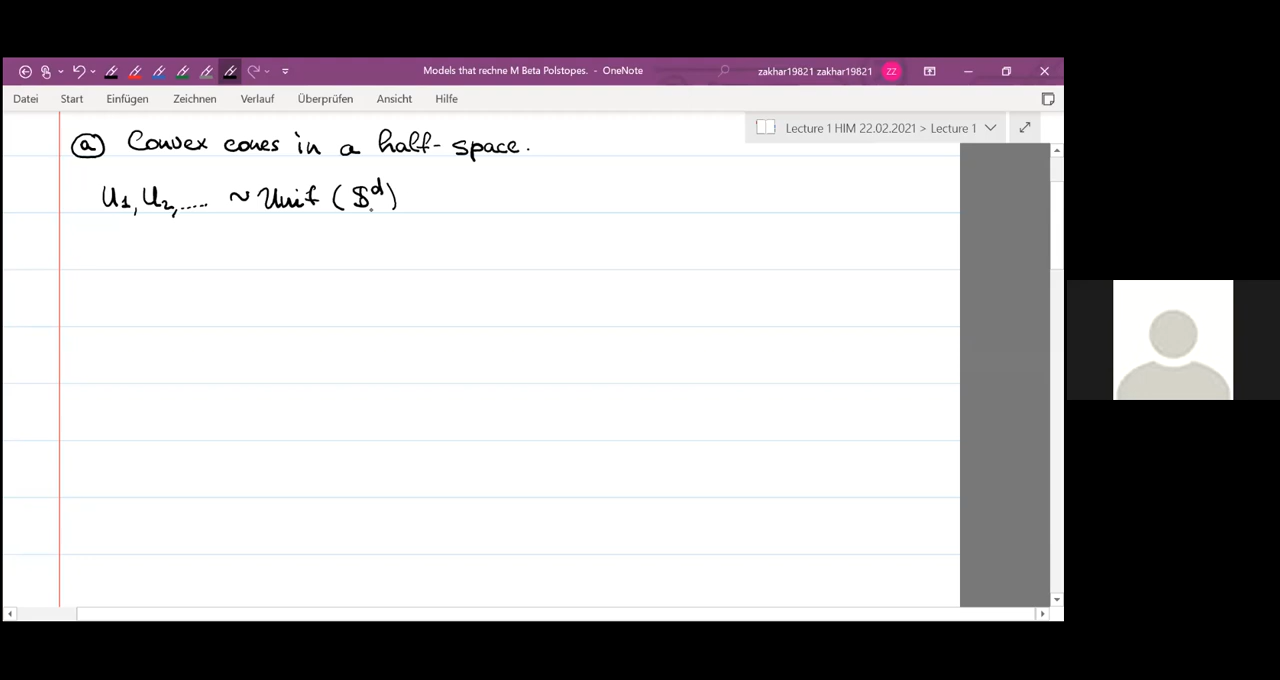 Models that rechne M Beta Polstopes. - OneNote
zakhar19821 zakhar19821 ZZ
Datei Start Einfügen Zeichnen Verlauf Überprüfen Ansicht Hilfe
Lecture 1 HIM 22.02.2021 > Lecture 1
(a) Convex cones in a half-space.
U₁, U₂, ..... ~ Unif (𝕊ᵈ)